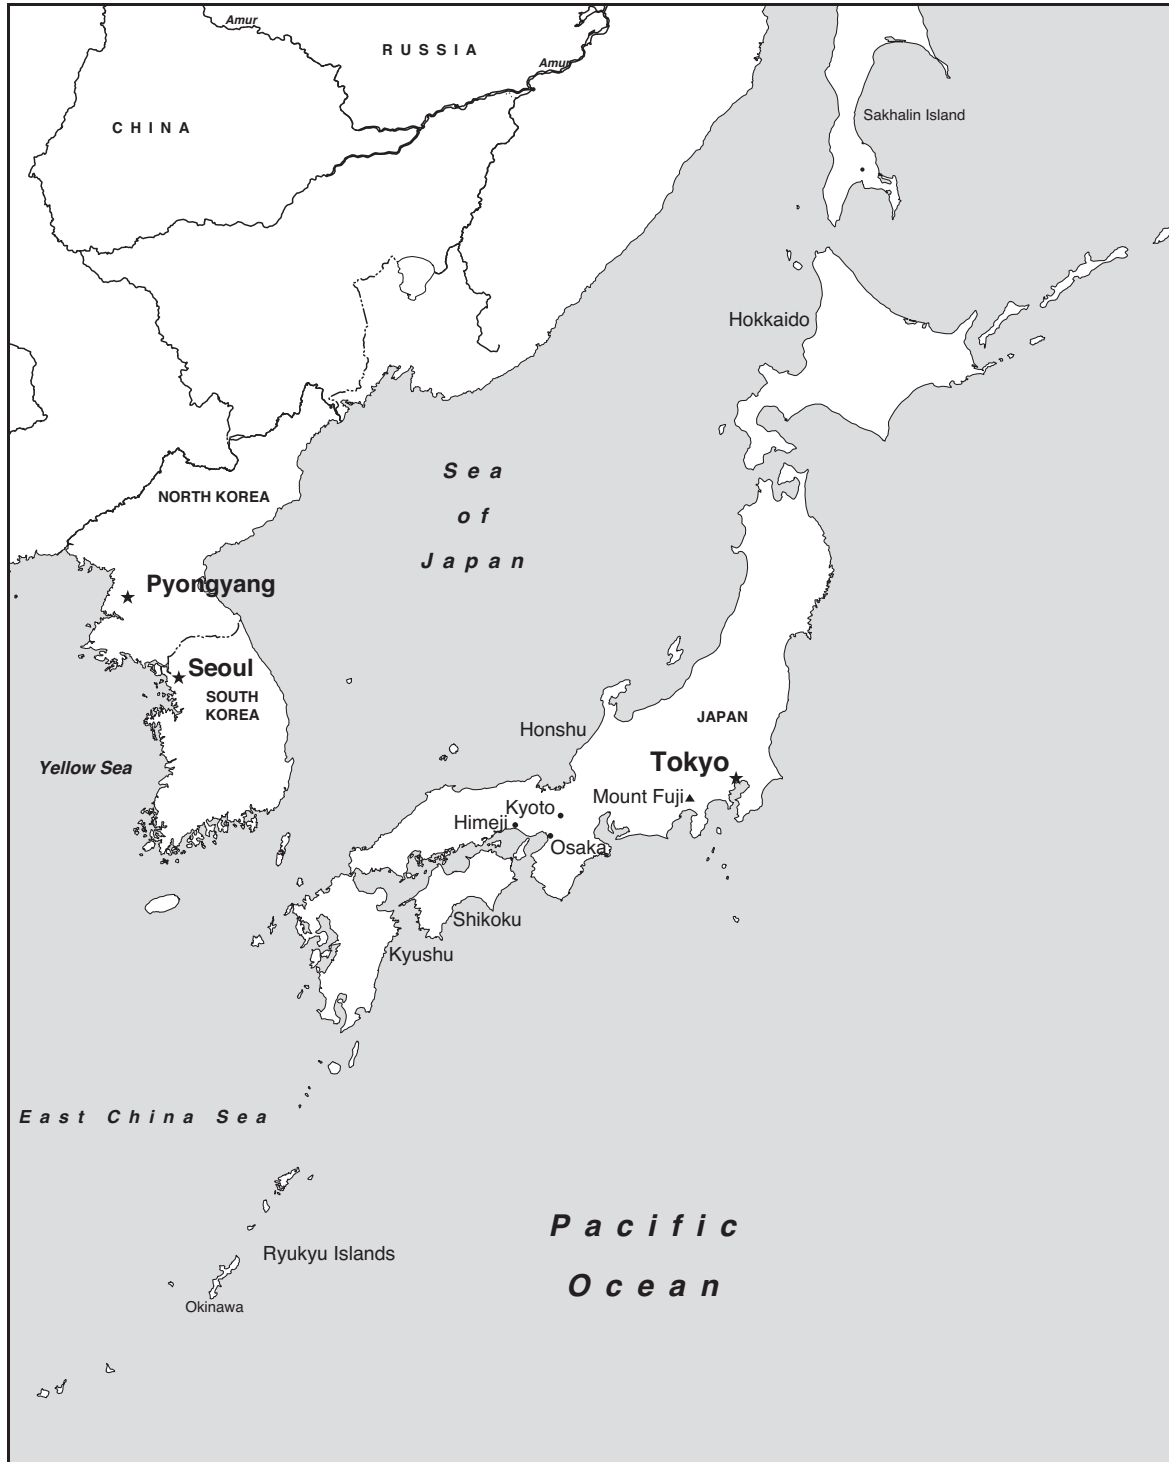 Amur
RUSSIA
Amur
CHINA
Sakhalin Island
Hokkaido
Sea
of
Japan
NORTH KOREA
Pyongyang
Seoul
SOUTH
KOREA
Honshu
JAPAN
Yellow Sea
Tokyo
Mount Fuji
Kyoto
Himeji
Osaka
Shikoku
Kyushu
East China Sea
Pacific
Ocean
Ryukyu Islands
Okinawa